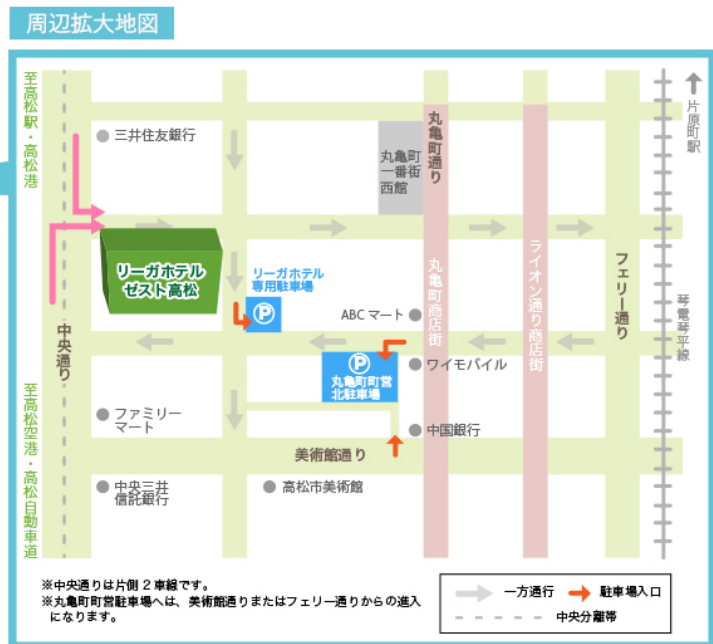 周辺拡大地図
至高松駅・高松港
三井住友銀行
丸亀町
一番街
西館
丸亀町通り
片原町駅
リーガホテル
ゼスト高松
リーガホテル
専用駐車場
P
ABCマート
丸亀町商店街
ライオン通り商店街
フェリー通り
琴電琴平線
中央通り
P
丸亀町町営
北駐車場
ワイモバイル
至高松空港・高松自動車道
ファミリー
マート
中国銀行
美術館通り
中央三井
信託銀行
高松市美術館
※中央通りは片側2車線です。
※丸亀町町営駐車場へは、美術館通りまたはフェリー通りからの進入
になります。
一方通行
駐車場入口
中央分離帯